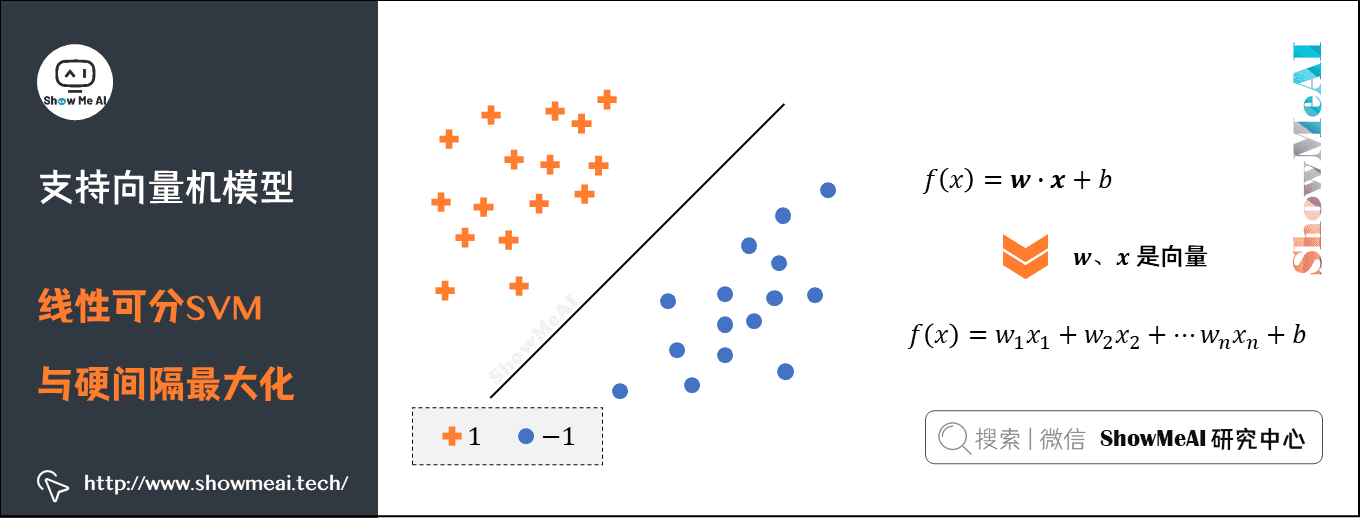 Show Me AI
支持向量机模型
线性可分SVM
与硬间隔最大化
http://www.showmeai.tech/
ShowMeAI
1
−1
f(x) = w · x + b
w、x 是向量
f(x) = w₁x₁ + w₂x₂ + ⋯ wₙxₙ + b
搜索 | 微信 ShowMeAI 研究中心
ShowMeAI